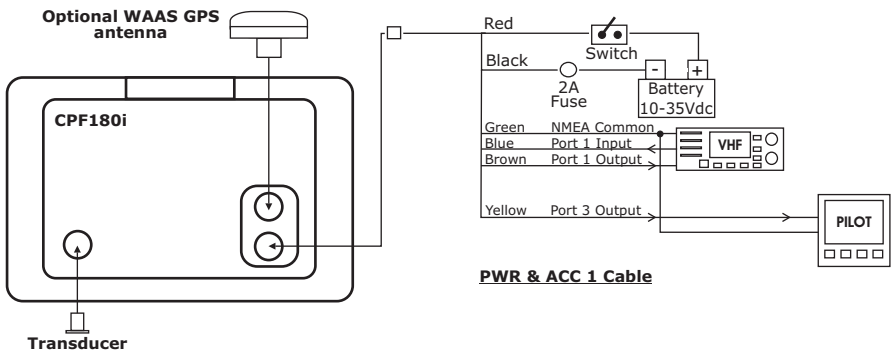 Optional WAAS GPS
antenna
CPF180i
Transducer
Red
Switch
Black
2A
Fuse
- +
Battery
10-35Vdc
Green NMEA Common
Blue Port 1 Input
Brown Port 1 Output
VHF
Yellow Port 3 Output
PILOT
PWR & ACC 1 Cable